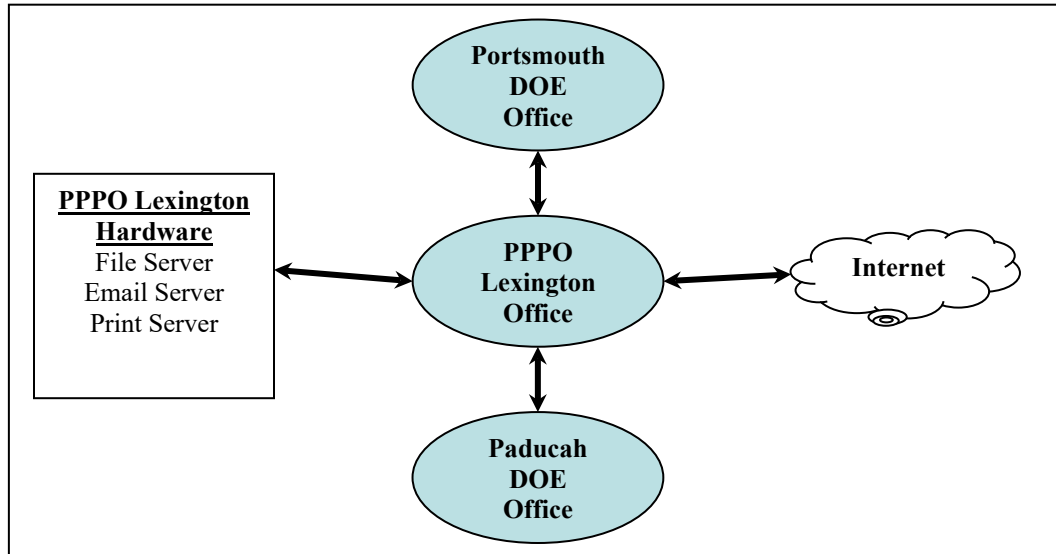 Portsmouth
DOE
Office
PPPO Lexington
Hardware
File Server
Email Server
Print Server
PPPO
Lexington
Office
Internet
Paducah
DOE
Office